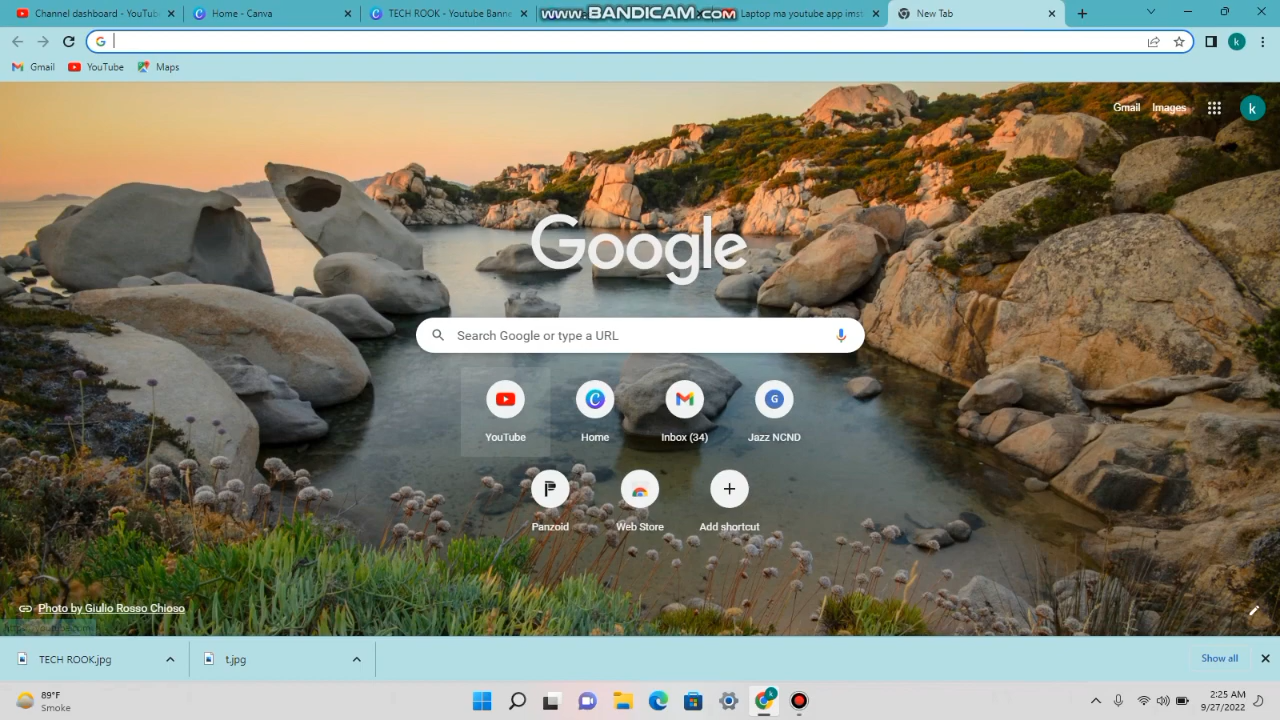 Channel dashboard - YouTub
Home - Canva
TECH ROOK - Youtube Banne
www.BANDICAM.com
Laptop ma youtube app imst
New Tab
G
k
Gmail
YouTube
Maps
Gmail
Images
k
Google
Search Google or type a URL
YouTube
Home
Inbox (34)
Jazz NCND
Panzoid
Web Store
Add shortcut
Photo by Giulio Rosso Chioso
TECH ROOK.jpg
t.jpg
Show all
89°F
Smoke
2:25 AM
9/27/2022